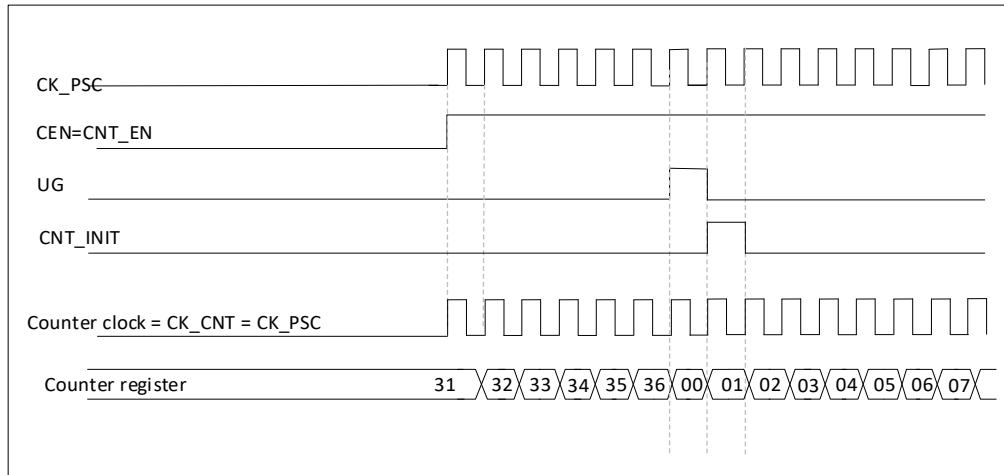 CK_PSC
CEN=CNT_EN
UG
CNT_INIT
Counter clock = CK_CNT = CK_PSC
Counter register 31 32 33 34 35 36 00 01 02 03 04 05 06 07